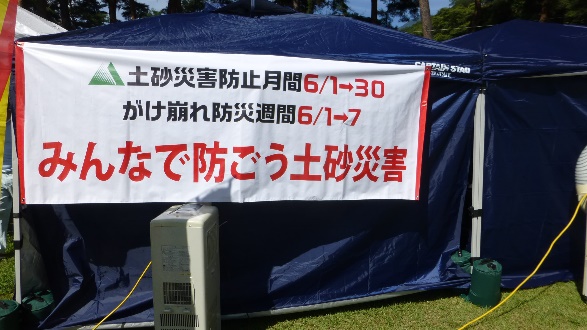 土砂災害防止月間6/1→30
がけ崩れ防災週間6/1→7
みんなで防ごう土砂災害
CAPTAIN STAG